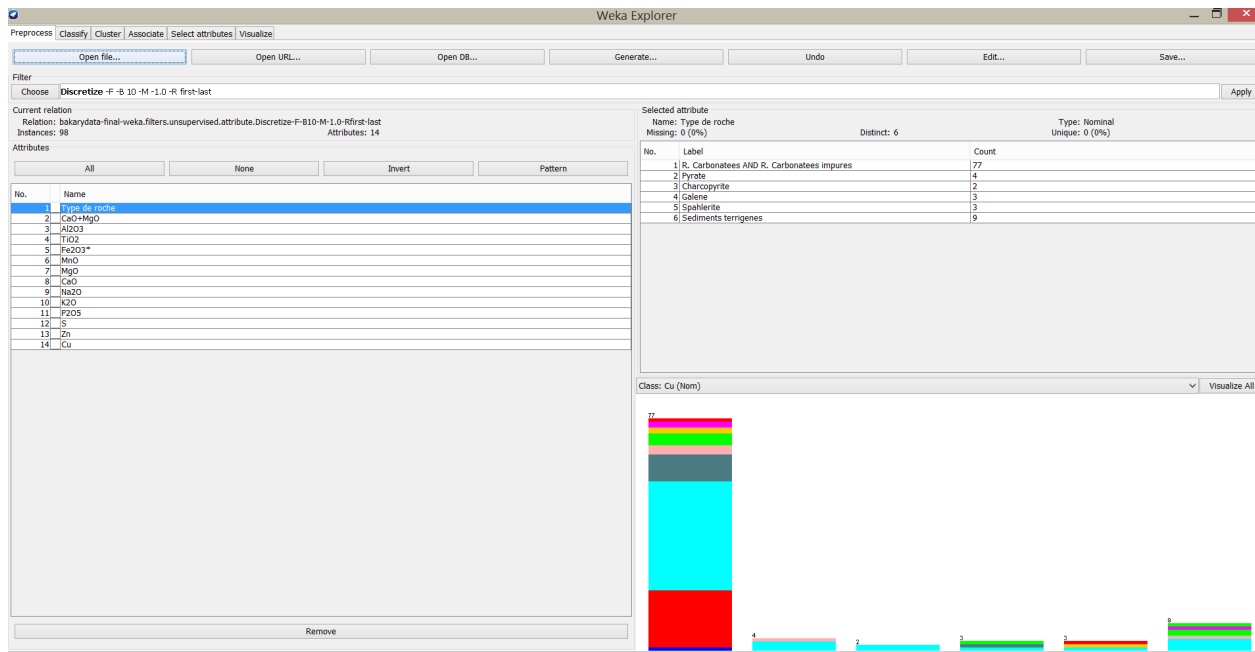 Weka Explorer
Preprocess Classify Cluster Associate Select attributes Visualize
Open file... Open URL... Open DB... Generate... Undo Edit... Save...
Filter
Choose Discretize -F -B 10 -M -1.0 -R first-last Apply
Current relation
Relation: bakarydata-final-weka.filters.unsupervised.attribute.Discretize-F-B10-M-1.0-Rfirst-last
Instances: 98 Attributes: 14
Attributes
All None Invert Pattern
No. Name
1 Type de roche
2 CaO+MgO
3 Al2O3
4 TiO2
5 Fe2O3*
6 MnO
7 MgO
8 CaO
9 Na2O
10 K2O
11 P2O5
12 S
13 Zn
14 Cu
Remove
Selected attribute
Name: Type de roche Type: Nominal
Missing: 0 (0%) Distinct: 6 Unique: 0 (0%)
No. Label Count
1 R. Carbonatees AND R. Carbonatees impures 77
2 Pyrate 4
3 Charcopyrite 2
4 Galene 3
5 Spahlerite 3
6 Sediments terrigenes 9
Class: Cu (Nom) Visualize All
77
4
2
3
3
9